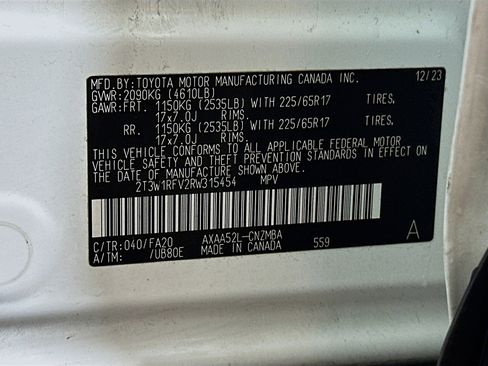 MFD.BY:TOYOTA MOTOR MANUFACTURING CANADA INC. 12/23
GVWR:2090KG (4610LB)
GAWR:FRT. 1150KG (2535LB) WITH 225/65R17 TIRES,
17x7.0J RIMS.
RR. 1150KG (2535LB) WITH 225/65R17 TIRES,
17x7.0J RIMS.
THIS VEHICLE CONFORMS TO ALL APPLICABLE FEDERAL MOTOR
VEHICLE SAFETY AND THEFT PREVENTION STANDARDS IN EFFECT
ON THE DATE OF MANUFACTURE SHOWN ABOVE.
2T3W1RFV2RW315454 MPV
C/TR:040/FA20 AXAA52L-CNZMBA
A/TM: /UB80E MADE IN CANADA 559 A